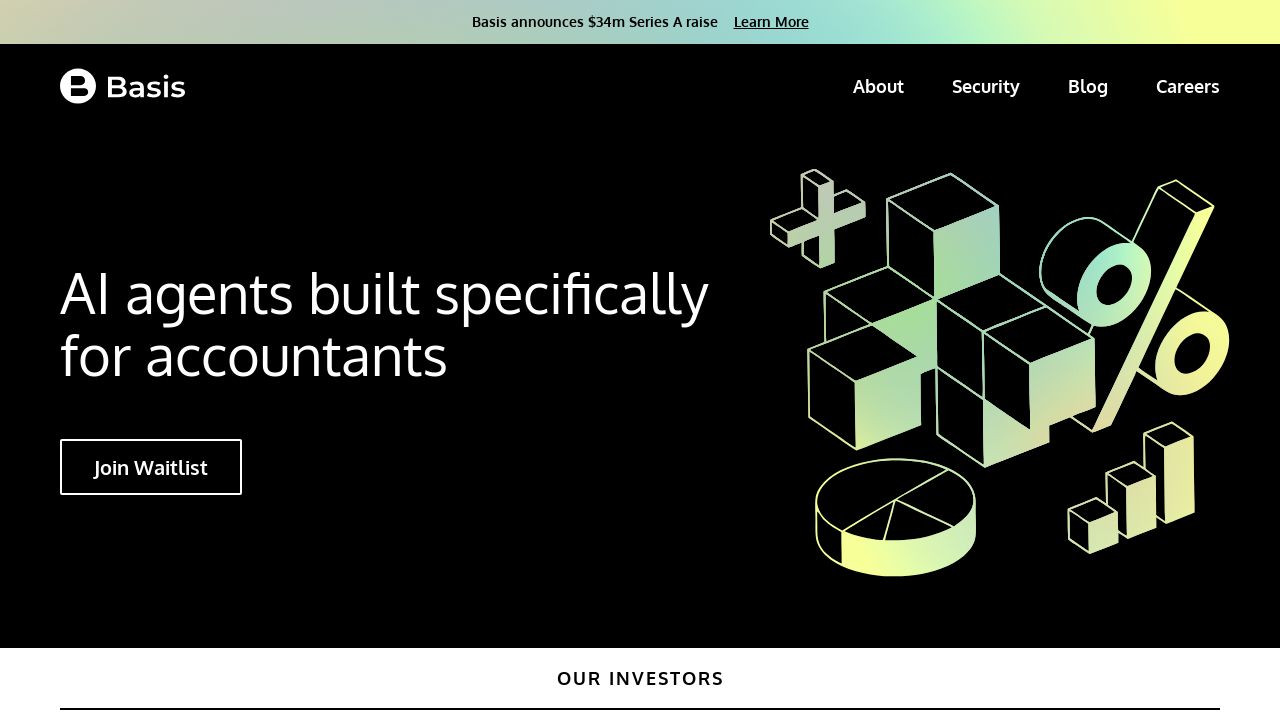 Basis announces $34m Series A raise Learn More
Basis
About Security Blog Careers
AI agents built specifically
for accountants
Join Waitlist
OUR INVESTORS